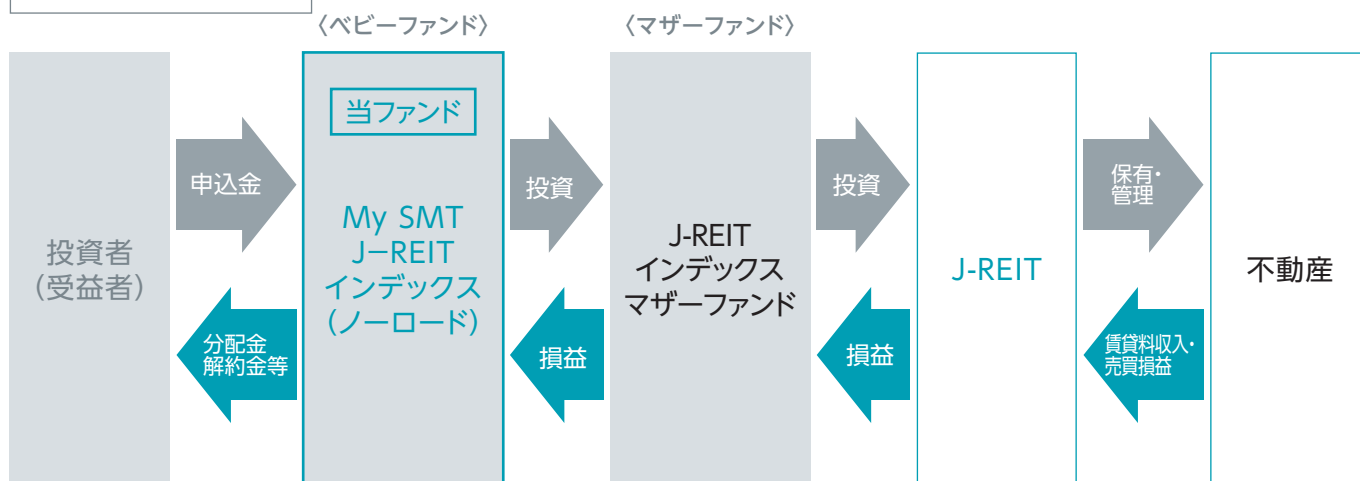 〈ベビーファンド〉
〈マザーファンド〉
投資者
(受益者)
申込金
分配金
解約金等
当ファンド
My SMT
J−REIT
インデックス
(ノーロード)
投資
損益
J-REIT
インデックス
マザーファンド
投資
損益
J-REIT
保有・
管理
賃貸料収入・
売買損益
不動産